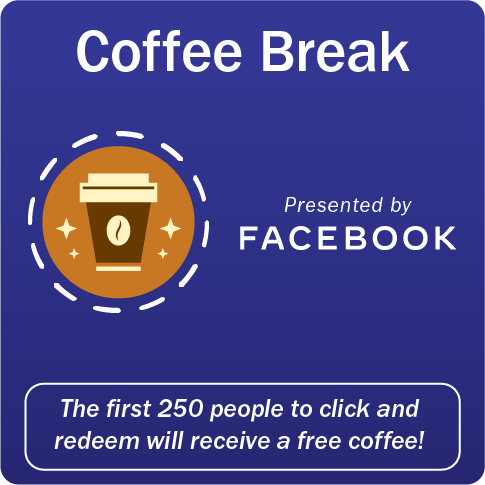 Coffee Break
Presented by
FACEBOOK
The first 250 people to click and
redeem will receive a free coffee!